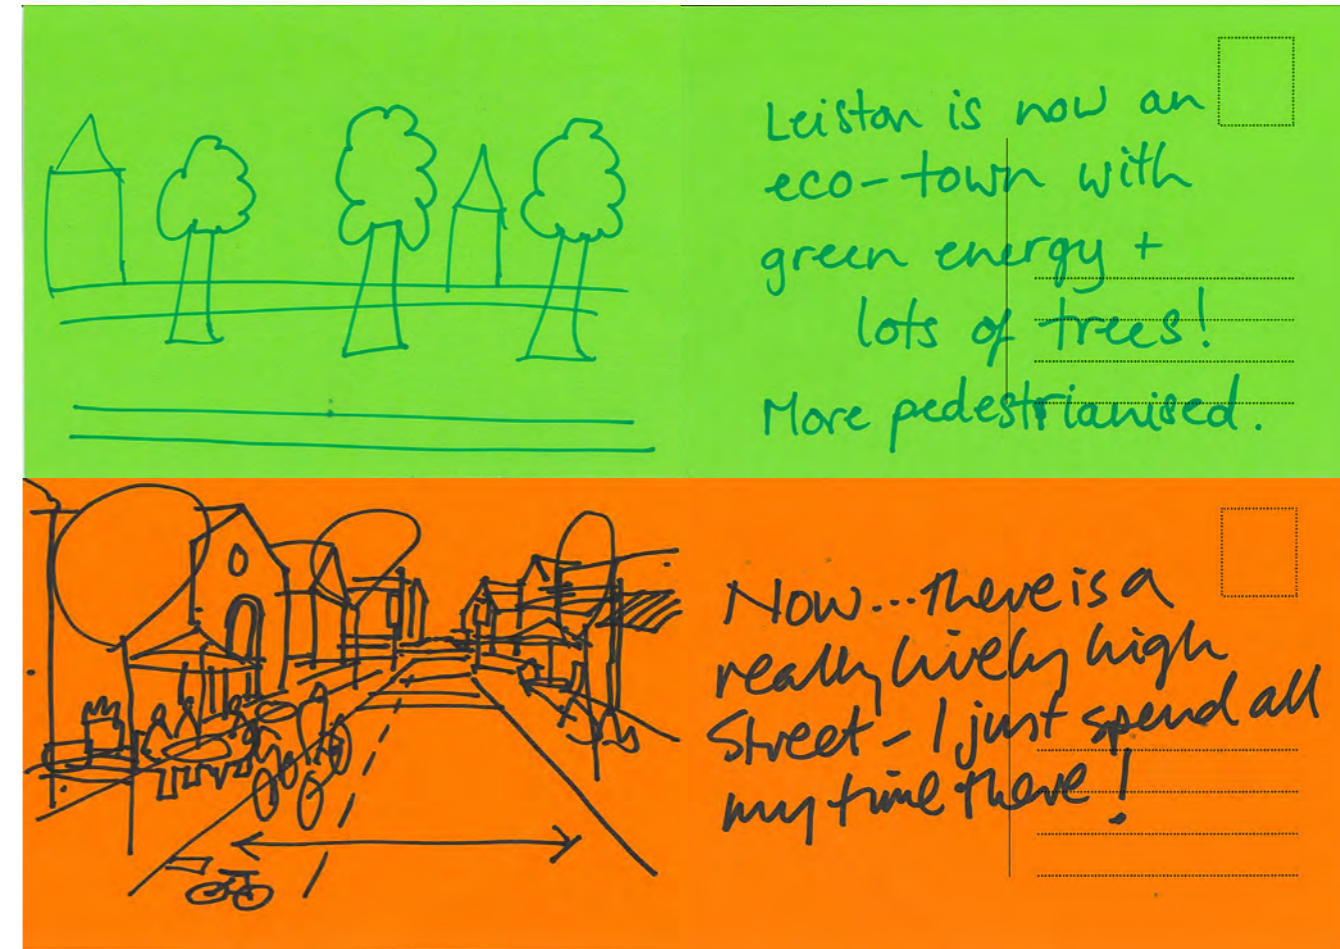 Leiston is now an
eco-town with
green energy +
lots of trees!
More pedestrianised.
Now...there is a
really lively high
street - I just spend all
my time there!